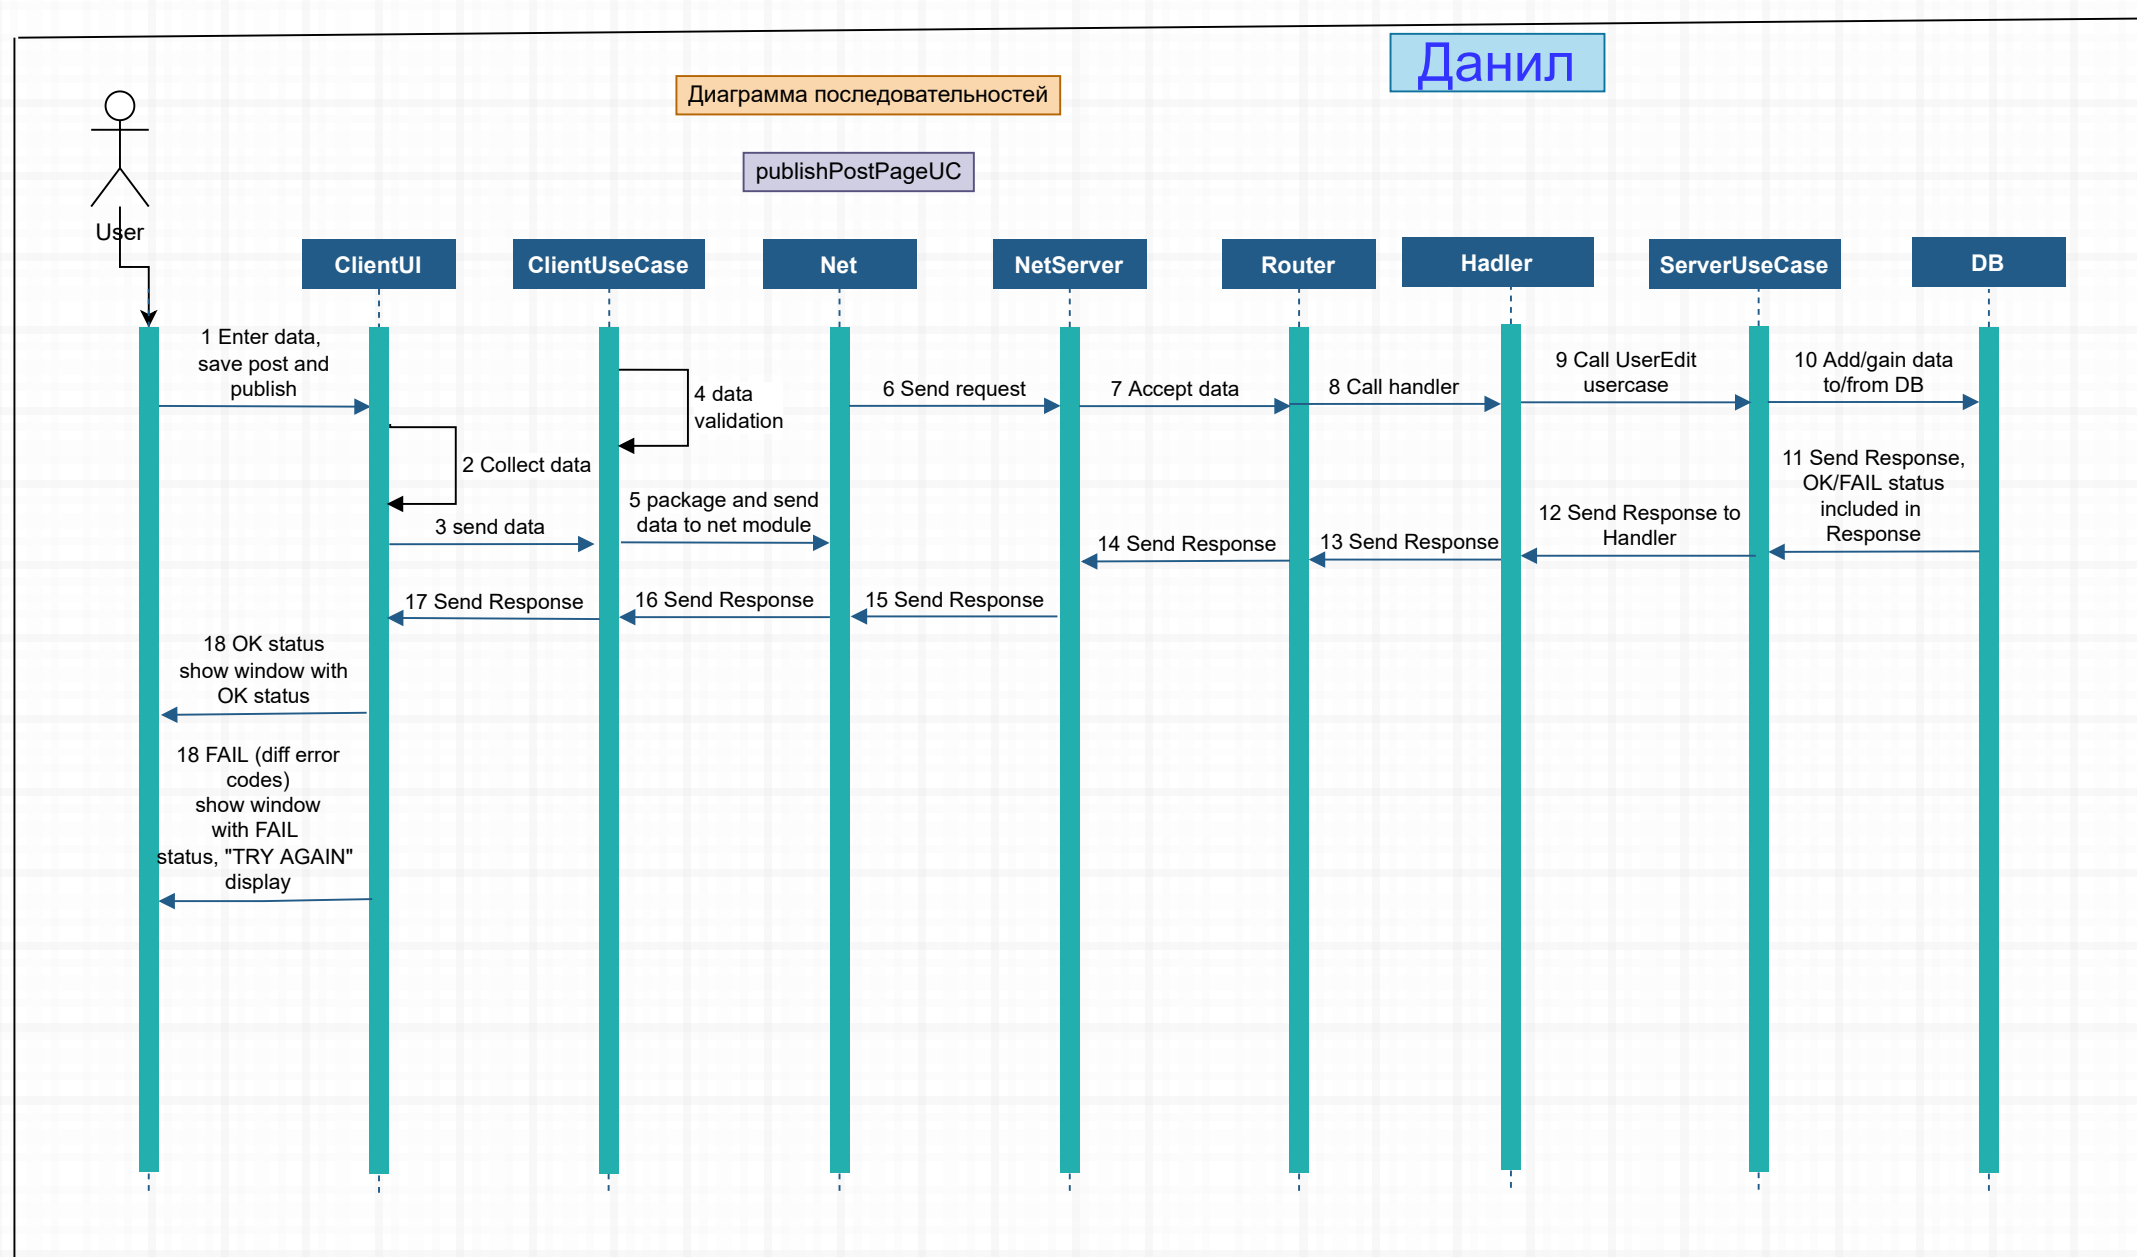 Данил
Диаграмма последовательностей
publishPostPageUC
User
ClientUI
ClientUseCase
Net
NetServer
Router
Hadler
ServerUseCase
DB
1 Enter data,
save post and
publish
2 Collect data
3 send data
4 data
validation
5 package and send
data to net module
6 Send request
7 Accept data
8 Call handler
9 Call UserEdit
usercase
10 Add/gain data
to/from DB
11 Send Response,
OK/FAIL status
included in
Response
12 Send Response to
Handler
13 Send Response
14 Send Response
15 Send Response
16 Send Response
17 Send Response
18 OK status
show window with
OK status
18 FAIL (diff error
codes)
show window
with FAIL
status, "TRY AGAIN"
display